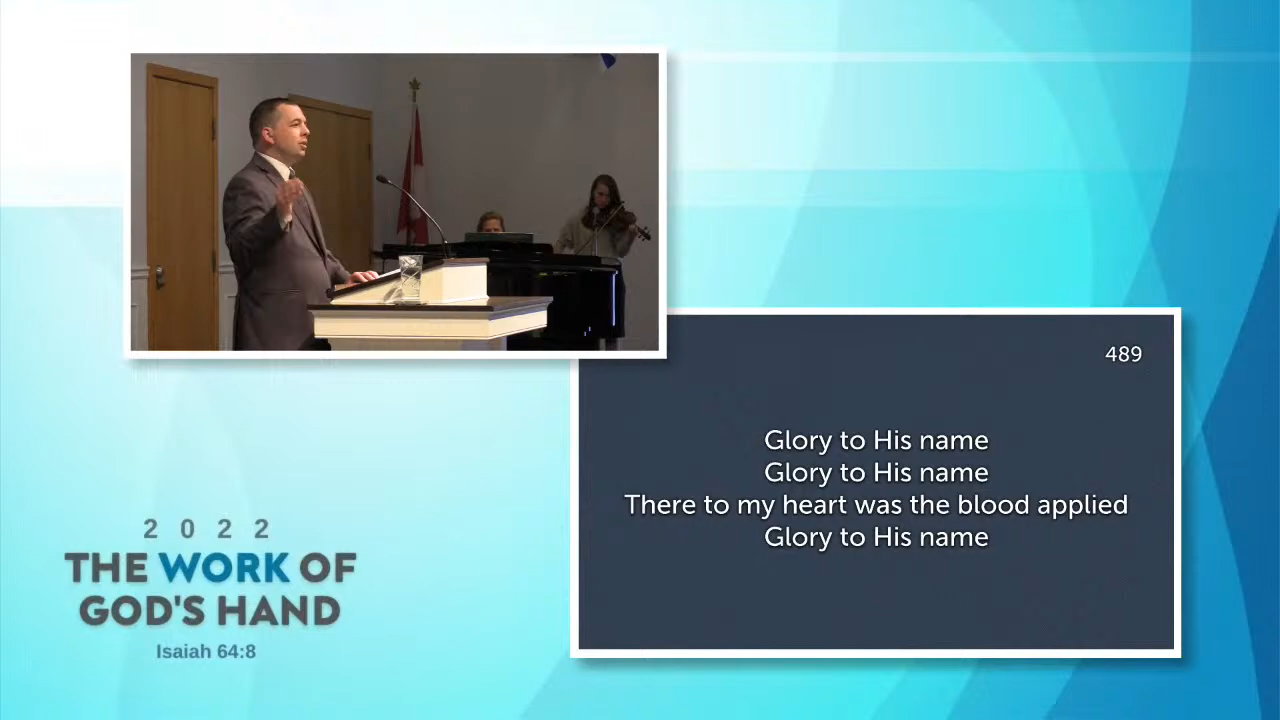 489
Glory to His name
Glory to His name
There to my heart was the blood applied
Glory to His name
2022
THE WORK OF
GOD'S HAND
Isaiah 64:8